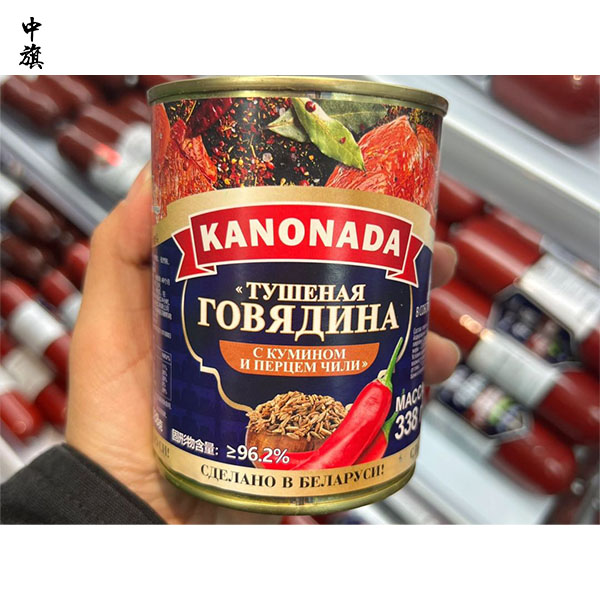 中旗
KANONADA
«ТУШЕНАЯ
ГОВЯДИНА
С КУМИНОМ
И ПЕРЦЕМ ЧИЛИ»
МАССА
338
固形物含量：≥96.2%
СДЕЛАНО В БЕЛАРУСИ!